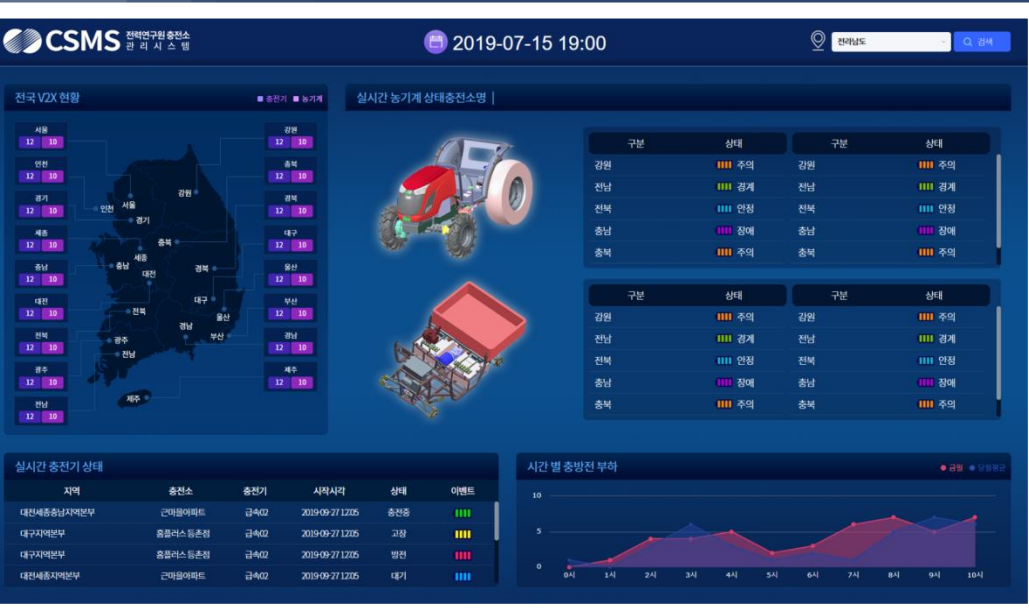 CSMS 전력연구원 충전소
관리시스템
2019-07-15 19:00
전라남도
검색
전국 V2X 현황
충전기 농기계
서울
12 10
인천
12 10
경기
12 10
세종
12 10
충남
12 10
대전
12 10
전북
12 10
광주
12 10
전남
12 10
강원
12 10
충북
12 10
경북
12 10
대구
12 10
울산
12 10
부산
12 10
경남
12 10
제주
12 10
강원
인천 서울
경기
충북
세종
충남
대전
경북
전북
대구
울산
경남
부산
광주
전남
제주
실시간 농기계 상태충전소명 |
구분 상태 구분 상태
강원 주의 강원 주의
전남 경계 전남 경계
전북 안정 전북 안정
충남 장애 충남 장애
충북 주의 충북 주의
구분 상태 구분 상태
강원 주의 강원 주의
전남 경계 전남 경계
전북 안정 전북 안정
충남 장애 충남 장애
충북 주의 충북 주의
실시간 충전기 상태
지역 충전소 충전기 시작시각 상태 이벤트
대전세종충남지역본부 근마을아파트 급속02 2019-09-27 12:05 충전중
대구지역본부 홈플러스 등촌점 급속02 2019-09-27 12:05 고장
대구지역본부 홈플러스 등촌점 급속02 2019-09-27 12:05 방전
대전세종지역본부 근마을아파트 급속02 2019-09-27 12:05 대기
시간 별 충방전 부하
금월 당월평균
10
5
0
0시 1시 2시 3시 4시 5시 6시 7시 8시 9시 10시